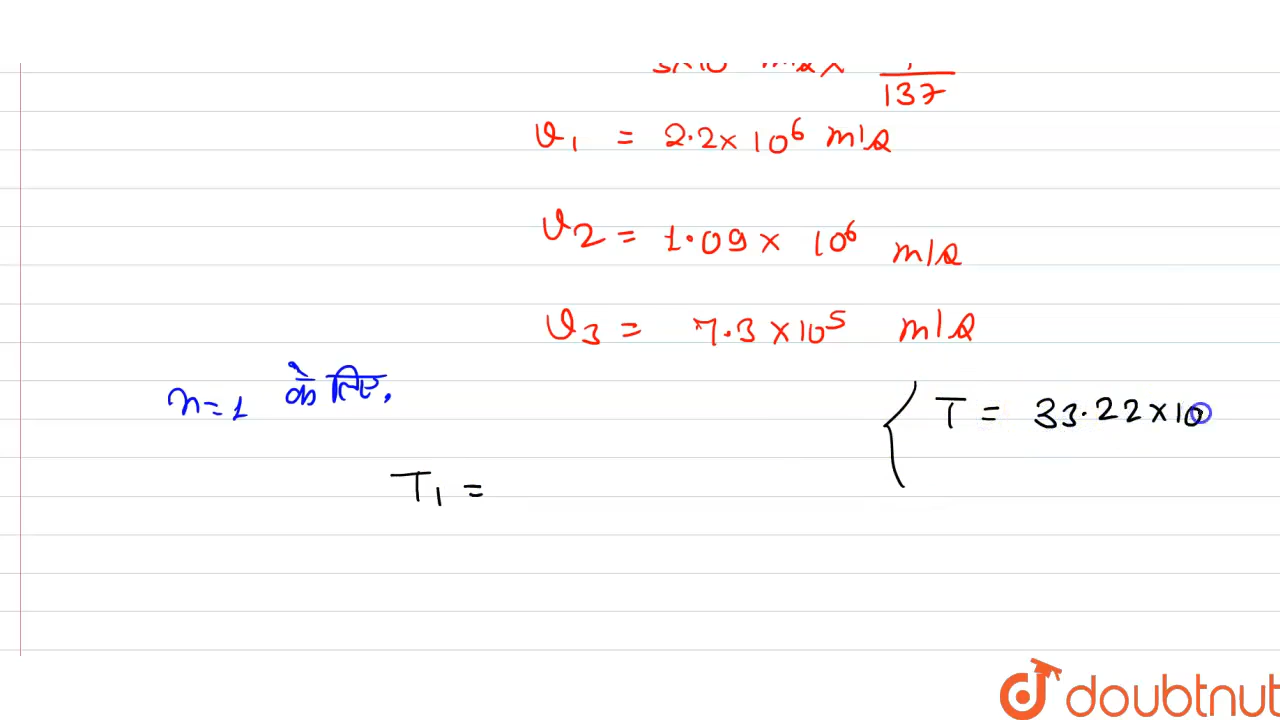 137
v₁ = 2.2 × 10⁶ m/s
v₂ = 1.09 × 10⁶ m/s
v₃ = 7.3 × 10⁵ m/s
n=1 के लिए,
T = 33.22×10
T₁ =
doubtnut